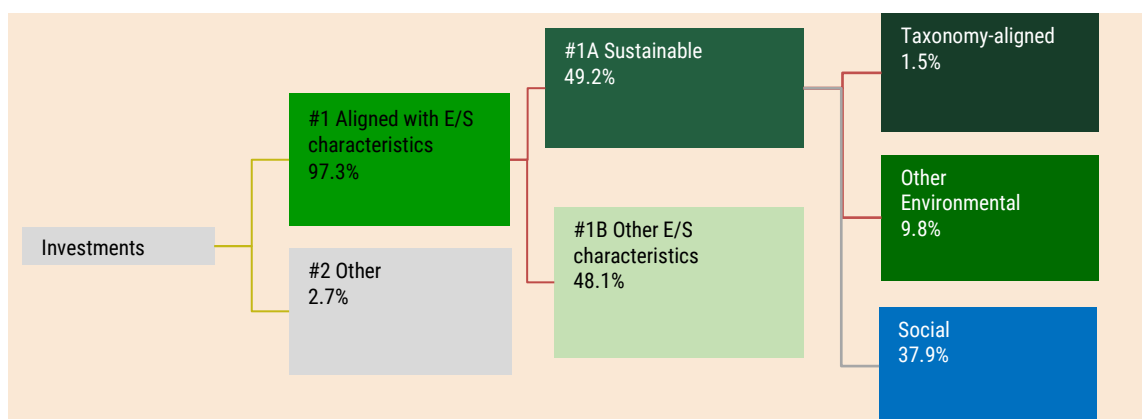 Investments
#1 Aligned with E/S
characteristics
97.3%
#2 Other
2.7%
#1A Sustainable
49.2%
#1B Other E/S
characteristics
48.1%
Taxonomy-aligned
1.5%
Other
Environmental
9.8%
Social
37.9%